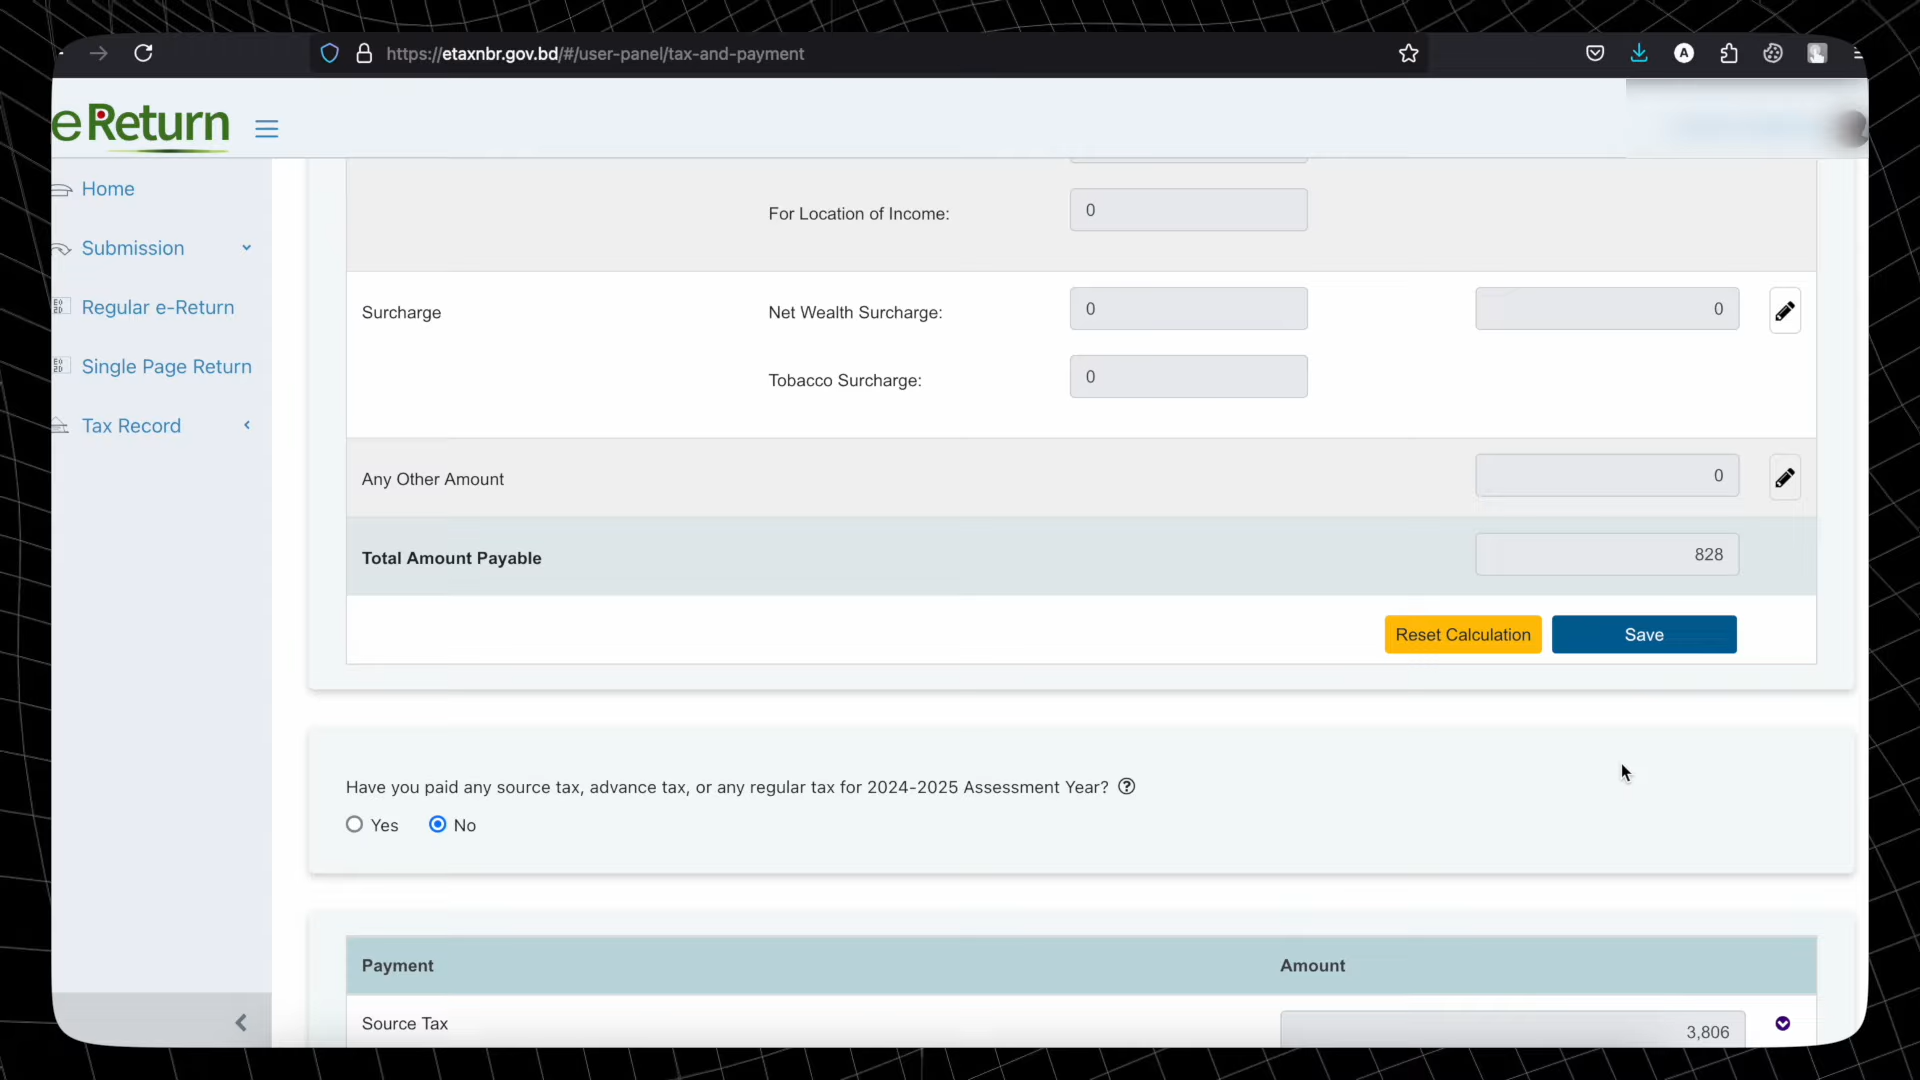 https://etaxnbr.gov.bd/#/user-panel/tax-and-payment
A
e Return
Home
Submission
Regular e-Return
Single Page Return
Tax Record
For Location of Income:
0
Surcharge
Net Wealth Surcharge:
0
0
Tobacco Surcharge:
0
Any Other Amount
0
Total Amount Payable
828
Reset Calculation
Save
Have you paid any source tax, advance tax, or any regular tax for 2024-2025 Assessment Year? ?
Yes
No
Payment
Amount
Source Tax
3,806